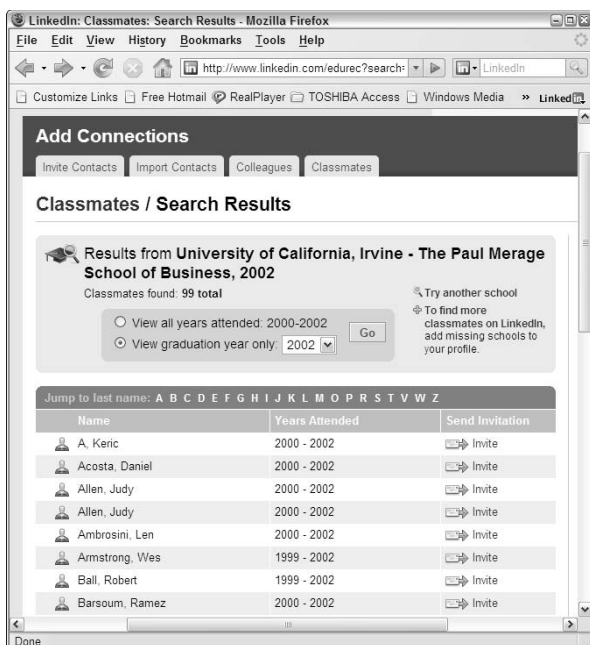 LinkedIn: Classmates: Search Results - Mozilla Firefox
File Edit View History Bookmarks Tools Help
http://www.linkedin.com/edurec?search= LinkedIn
Customize Links Free Hotmail RealPlayer TOSHIBA Access Windows Media » Linked
Add Connections
Invite Contacts Import Contacts Colleagues Classmates
Classmates / Search Results
Results from University of California, Irvine - The Paul Merage
School of Business, 2002
Classmates found: 99 total
Try another school
To find more
classmates on LinkedIn,
add missing schools to
your profile.
View all years attended: 2000-2002
View graduation year only: 2002
Go
Jump to last name: A B C D E F G H I J K L M O P R S T V W Z
Name Years Attended Send Invitation
A, Keric 2000 - 2002 Invite
Acosta, Daniel 2000 - 2002 Invite
Allen, Judy 2000 - 2002 Invite
Allen, Judy 2000 - 2002 Invite
Ambrosini, Len 2000 - 2002 Invite
Armstrong, Wes 1999 - 2002 Invite
Ball, Robert 1999 - 2002 Invite
Barsoum, Ramez 2000 - 2002 Invite
Done